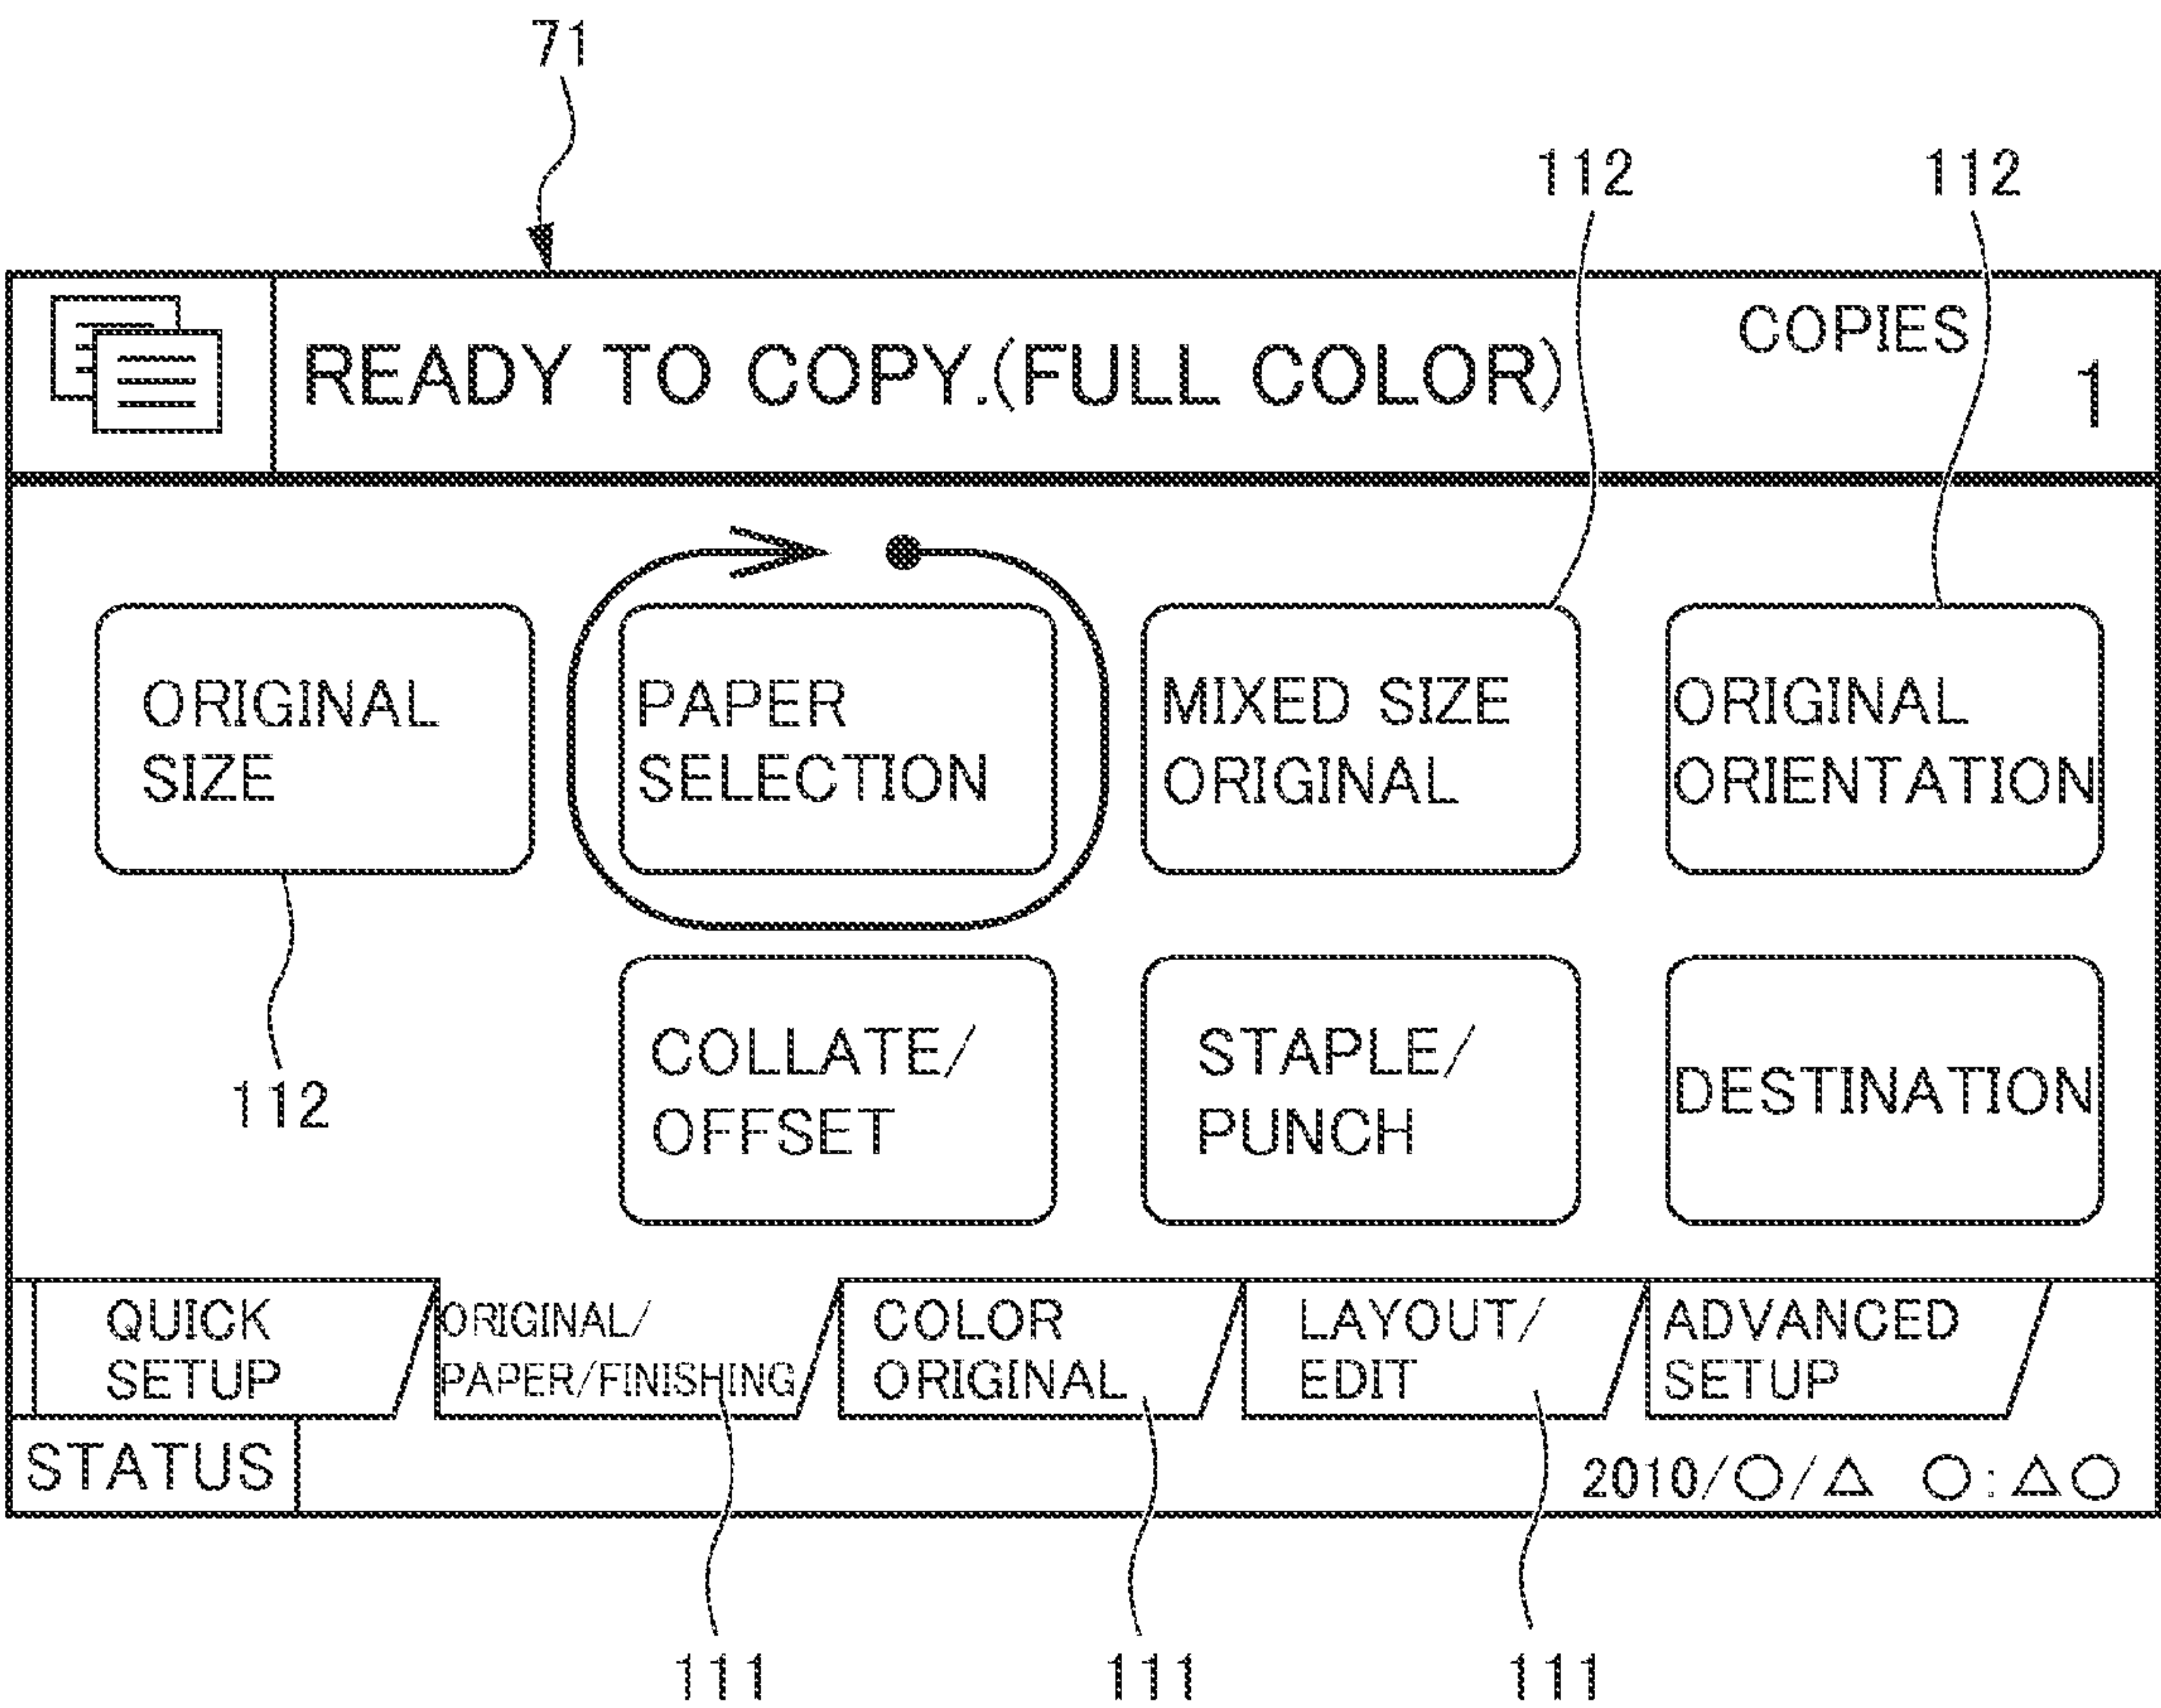 71
112 112
READY TO COPY.(FULL COLOR)
COPIES
1
ORIGINAL
SIZE
PAPER
SELECTION
MIXED SIZE
ORIGINAL
ORIGINAL
ORIENTATION
112
COLLATE/
OFFSET
STAPLE/
PUNCH
DESTINATION
QUICK
SETUP
ORIGINAL/
PAPER/FINISHING
COLOR
ORIGINAL
LAYOUT/
EDIT
ADVANCED
SETUP
STATUS
2010/○/△ ○:△○
111 111 111